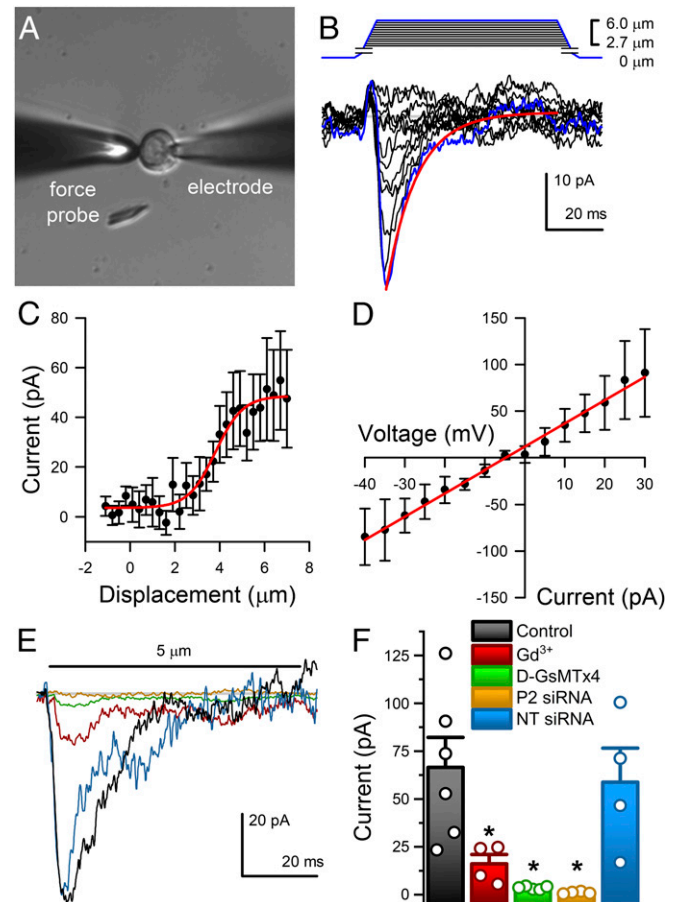 A
force
probe
electrode
B
6.0 µm
2.7 µm
0 µm
10 pA
20 ms
C
Current (pA)
80
60
40
20
0
-2 0 2 4 6 8
Displacement (µm)
D
150
100
50
Voltage (mV)
-40 -30 -20 -10 0 10 20 30
-50
-100
-150
Current (pA)
E
5 µm
20 pA
20 ms
F
Control
Gd³⁺
D-GsMTx4
P2 siRNA
NT siRNA
Current (pA)
125
100
75
50
25
0
* * *